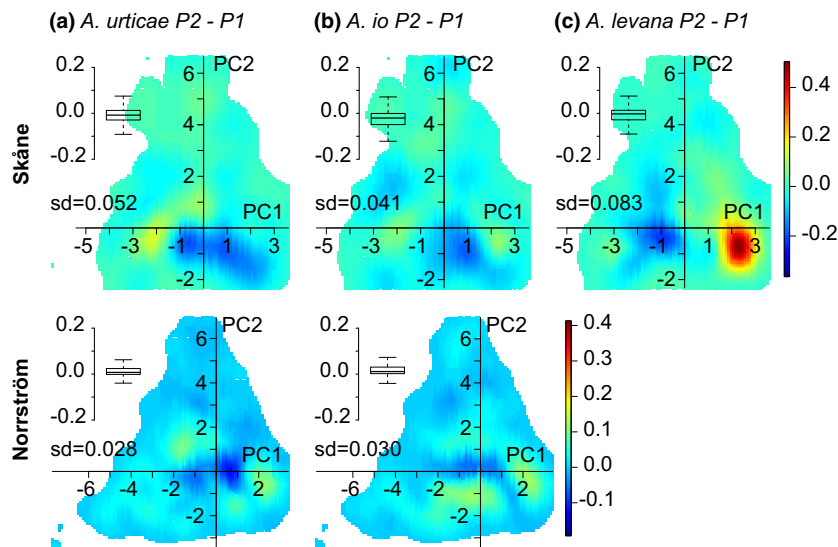 (a) A. urticae P2 - P1 (b) A. io P2 - P1 (c) A. levana P2 - P1
Skåne
0.2 0.0 -0.2
PC2
6 4 2 -2
sd=0.052
PC1
-5 -3 -1 1 3
0.2 0.0 -0.2
PC2
6 4 2 -2
sd=0.041
PC1
-5 -3 -1 1 3
0.2 0.0 -0.2
PC2
6 4 2 -2
sd=0.083
PC1
-5 -3 -1 1 3
0.4
0.2
0.0
-0.2
Norrström
0.2 0.0 -0.2
PC2
6 4 2 -2
sd=0.028
PC1
-6 -4 -2 2
0.2 0.0 -0.2
PC2
6 4 2 -2
sd=0.030
PC1
-6 -4 -2 2
0.4
0.3
0.2
0.1
0.0
-0.1